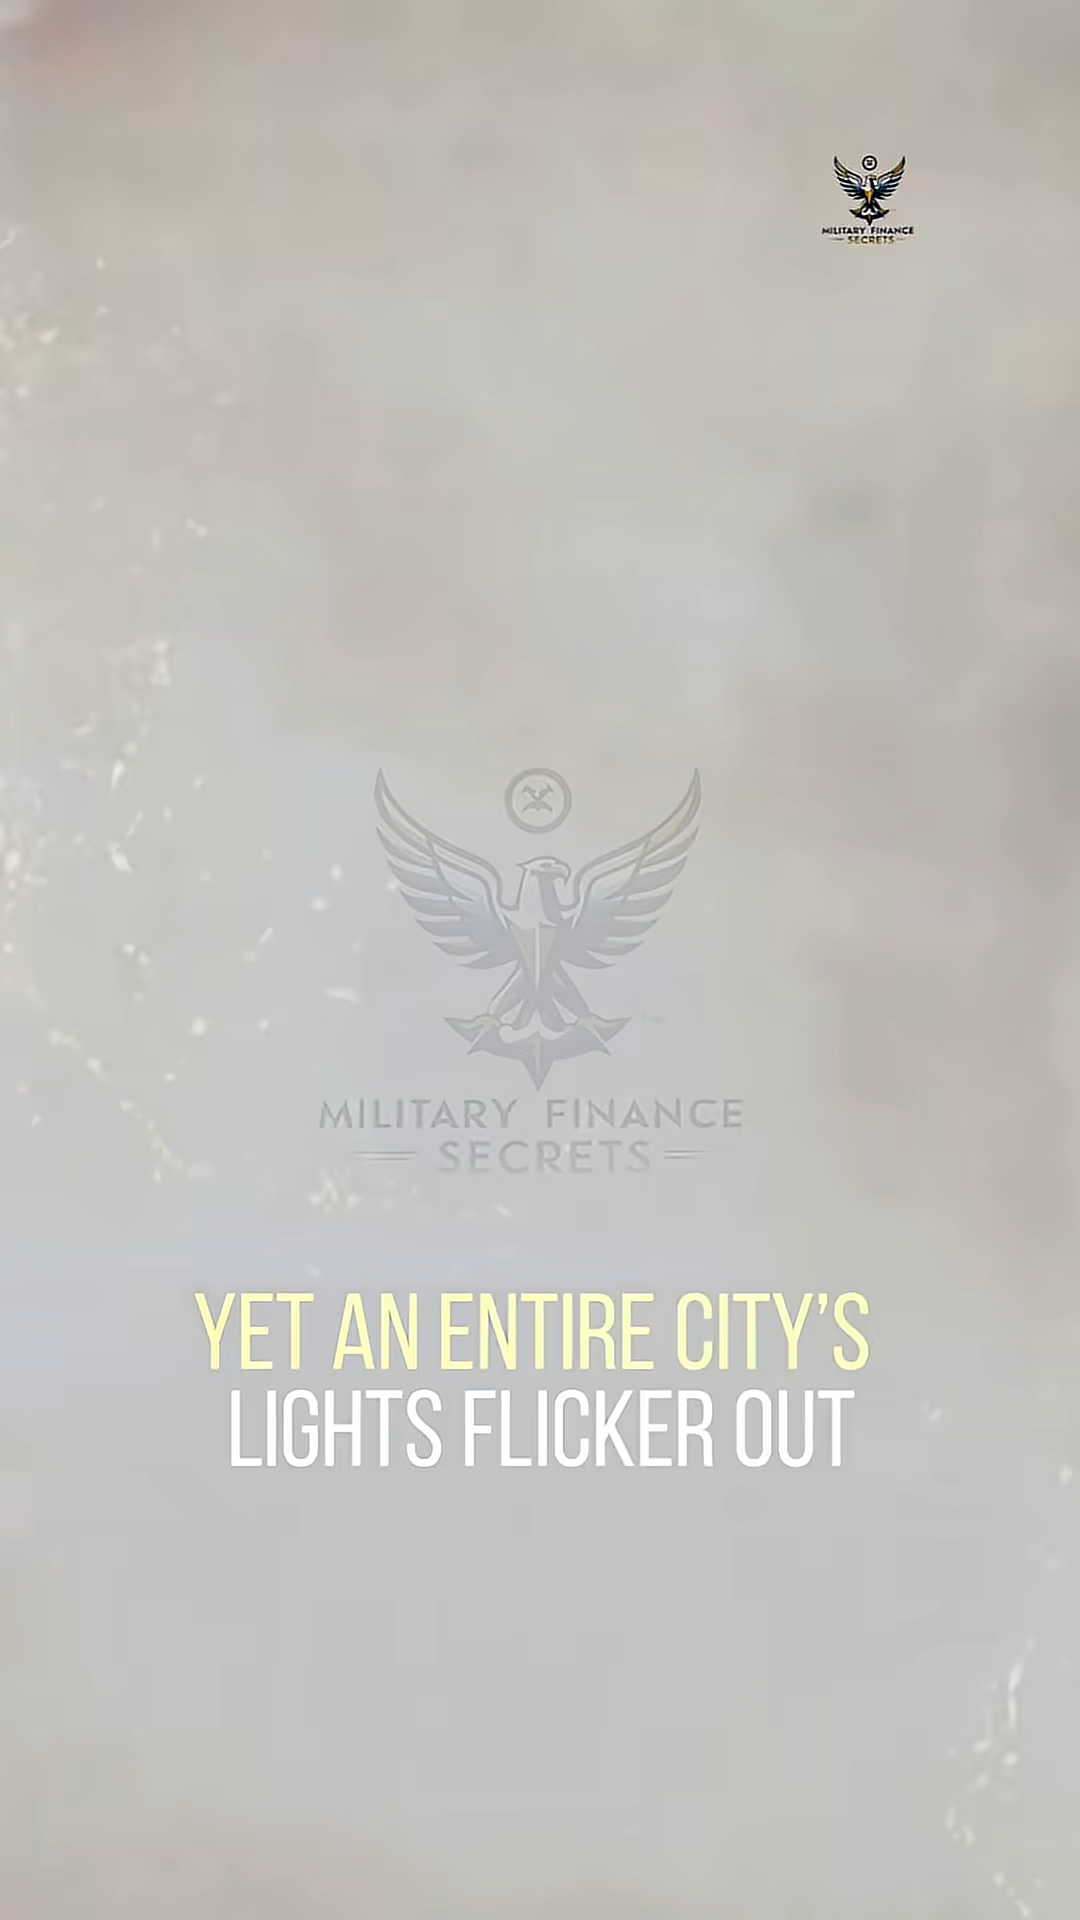 MILITARY FINANCE
SECRETS
MILITARY FINANCE
SECRETS
YET AN ENTIRE CITY’S
LIGHTS FLICKER OUT